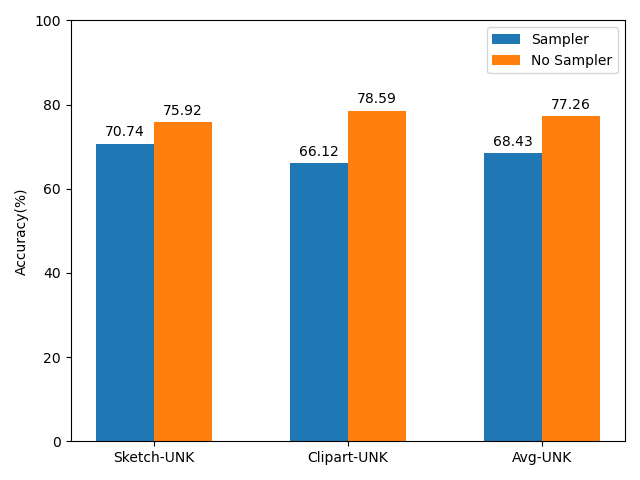 100
80
60
40
20
0
Accuracy(%)
Sampler
No Sampler
70.74
75.92
66.12
78.59
68.43
77.26
Sketch-UNK
Clipart-UNK
Avg-UNK